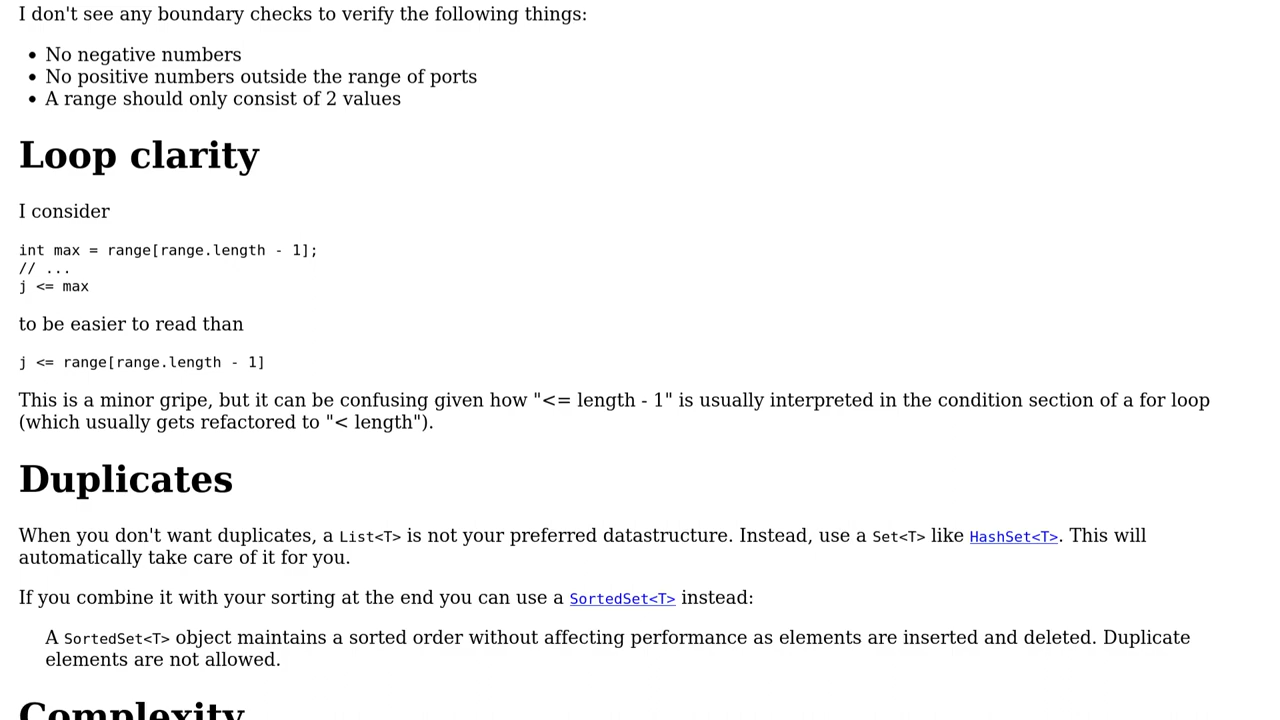 I don't see any boundary checks to verify the following things:
• No negative numbers
• No positive numbers outside the range of ports
• A range should only consist of 2 values
Loop clarity
I consider
int max = range[range.length - 1];
// ...
j <= max
to be easier to read than
j <= range[range.length - 1]
This is a minor gripe, but it can be confusing given how "<= length - 1" is usually interpreted in the condition section of a for loop
(which usually gets refactored to "< length").
Duplicates
When you don't want duplicates, a List<T> is not your preferred datastructure. Instead, use a Set<T> like HashSet<T>. This will
automatically take care of it for you.
If you combine it with your sorting at the end you can use a SortedSet<T> instead:
A SortedSet<T> object maintains a sorted order without affecting performance as elements are inserted and deleted. Duplicate
elements are not allowed.
Complexity